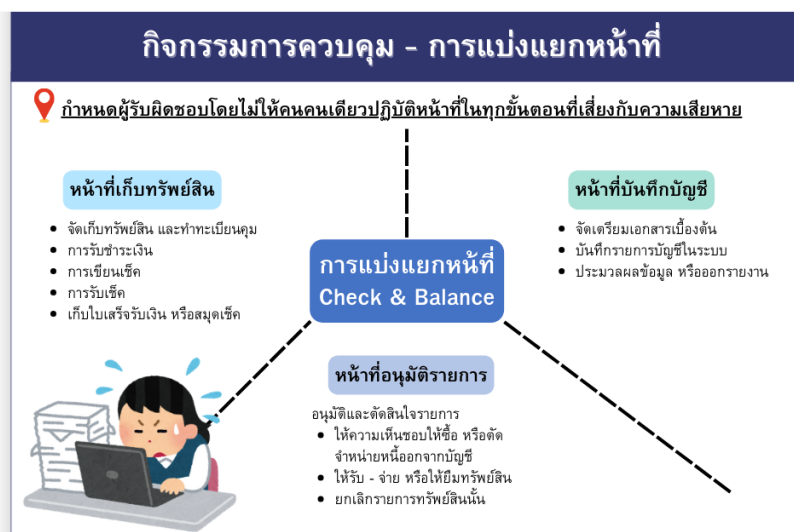 กิจกรรมการควบคุม - การแบ่งแยกหน้าที่
กำหนดผู้รับผิดชอบโดยไม่ให้คนคนเดียวปฏิบัติหน้าที่ในทุกขั้นตอนที่เสี่ยงกับความเสียหาย
หน้าที่เก็บทรัพย์สิน
• จัดเก็บทรัพย์สิน และทำทะเบียนคุม
• การรับชำระเงิน
• การเขียนเช็ค
• การรับเช็ค
• เก็บใบเสร็จรับเงิน หรือสมุดเช็ค
หน้าที่บันทึกบัญชี
• จัดเตรียมเอกสารเบื้องต้น
• บันทึกรายการบัญชีในระบบ
• ประมวลผลข้อมูล หรือออกรายงาน
การแบ่งแยกหน้ที่
Check & Balance
หน้าที่อนุมัติรายการ
อนุมัติและตัดสินใจรายการ
• ให้ความเห็นชอบให้ซื้อ หรือตัด
จำหน่ายหนี้ออกจากบัญชี
• ให้รับ - จ่าย หรือให้ยืมทรัพย์สิน
• ยกเลิกรายการทรัพย์สินนั้น